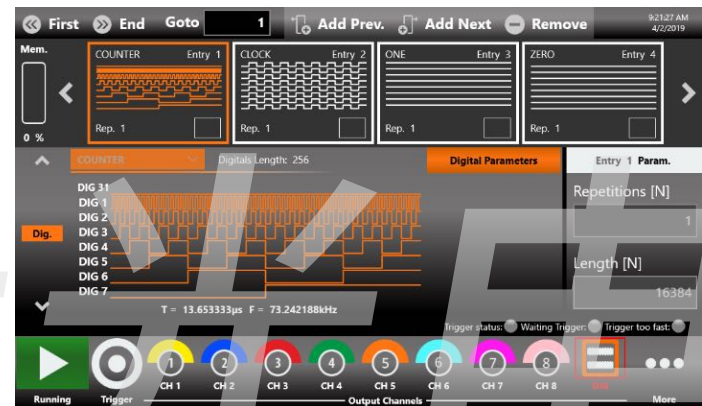 First End Goto 1 Add Prev. Add Next Remove 9:21:27 AM
4/2/2019
Mem.
COUNTER Entry 1 CLOCK Entry 2 ONE Entry 3 ZERO Entry 4
Rep. 1 Rep. 1 Rep. 1 Rep. 1
0 %
COUNTER Digitals Length: 256 Digital Parameters Entry 1 Param.
DIG 31
DIG 1
DIG 2
DIG 3
DIG 4
DIG 5
DIG 6
DIG 7
Dig.
Repetitions [N]
1
Length [N]
16384
T = 13.653333μs F = 73.242188kHz
Trigger status: Waiting Trigger: Trigger too fast:
1 2 3 4 5 6 7 8
CH 1 CH 2 CH 3 CH 4 CH 5 CH 6 CH 7 CH 8 DIG
Running Trigger Output Channels More